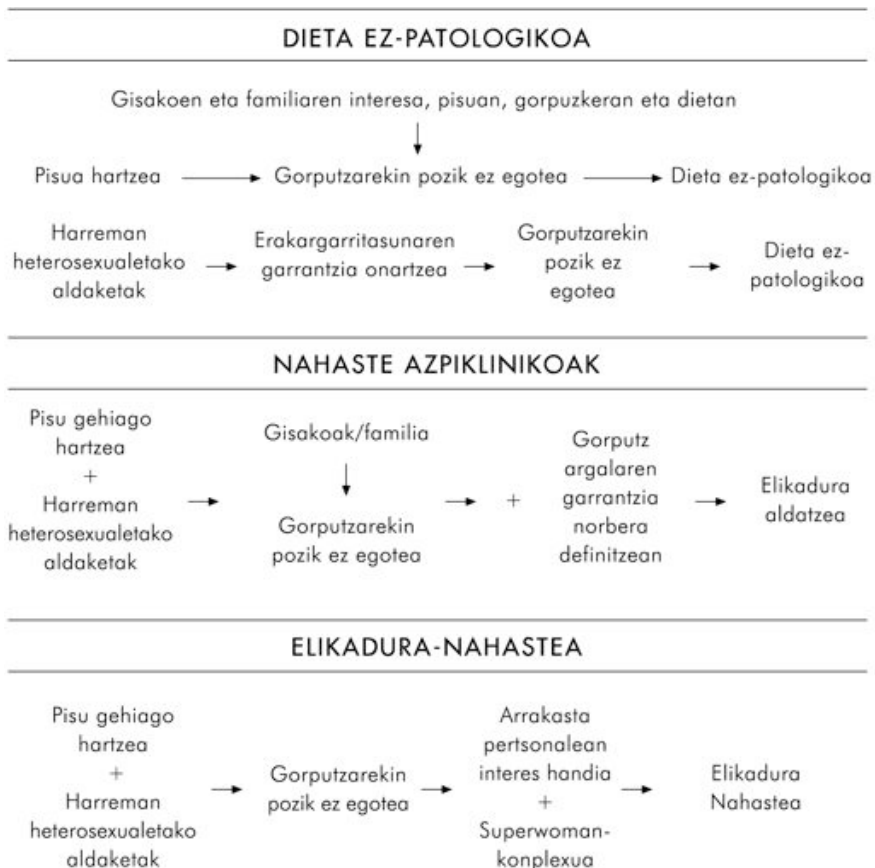 DIETA EZ-PATOLOGIKOA
Gisakoen eta familiaren interesa, pisuan, gorpuzkeran eta dietan
Pisua hartzea
Gorputzarekin pozik ez egotea
Dieta ez-patologikoa
Harreman
heterosexualetako
aldaketak
Erakargarritasunaren
garrantzia onartzea
Gorputzarekin
pozik ez
egotea
Dieta ez-
patologikoa
NAHASTE AZPIKLINIKOAK
Pisu gehiago
hartzea
+
Harreman
heterosexualetako
aldaketak
Gisakoak/familia
Gorputzarekin
pozik ez egotea
+
Gorputz
argalaren
garrantzia
norbera
definitzean
Elikadura
aldatzea
ELIKADURA-NAHASTEA
Pisu gehiago
hartzea
+
Harreman
heterosexualetako
aldaketak
Gorputzarekin
pozik ez egotea
Arrakasta
pertsonalean
interes handia
+
Superwoman-
konplexua
Elikadura
Nahastea